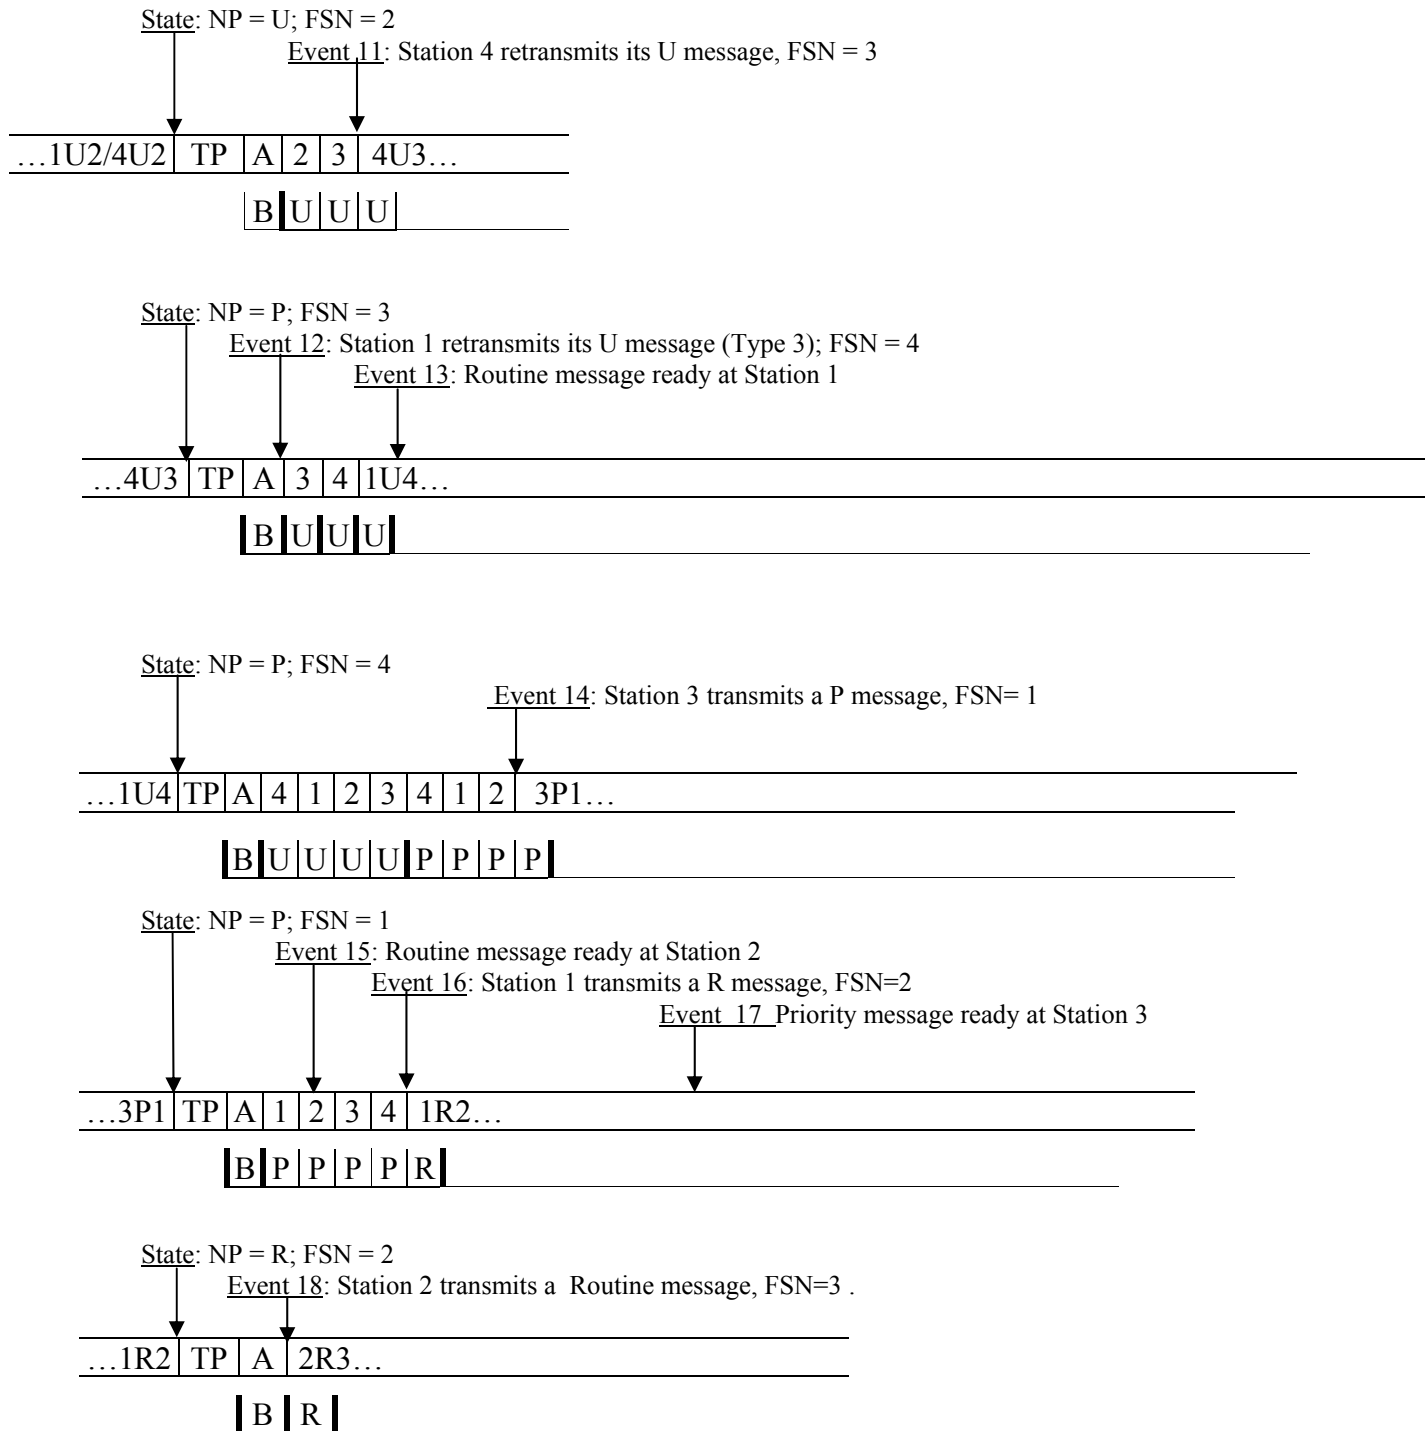 State: NP = U; FSN = 2
Event 11: Station 4 retransmits its U message, FSN = 3
…1U2/4U2 TP A 2 3 4U3…
B U U U
State: NP = P; FSN = 3
Event 12: Station 1 retransmits its U message (Type 3); FSN = 4
Event 13: Routine message ready at Station 1
…4U3 TP A 3 4 1U4…
B U U U
State: NP = P; FSN = 4
Event 14: Station 3 transmits a P message, FSN= 1
…1U4 TP A 4 1 2 3 4 1 2 3P1…
B U U U U P P P P
State: NP = P; FSN = 1
Event 15: Routine message ready at Station 2
Event 16: Station 1 transmits a R message, FSN=2
Event 17 Priority message ready at Station 3
…3P1 TP A 1 2 3 4 1R2…
B P P P P R
State: NP = R; FSN = 2
Event 18: Station 2 transmits a Routine message, FSN=3 .
…1R2 TP A 2R3…
B R